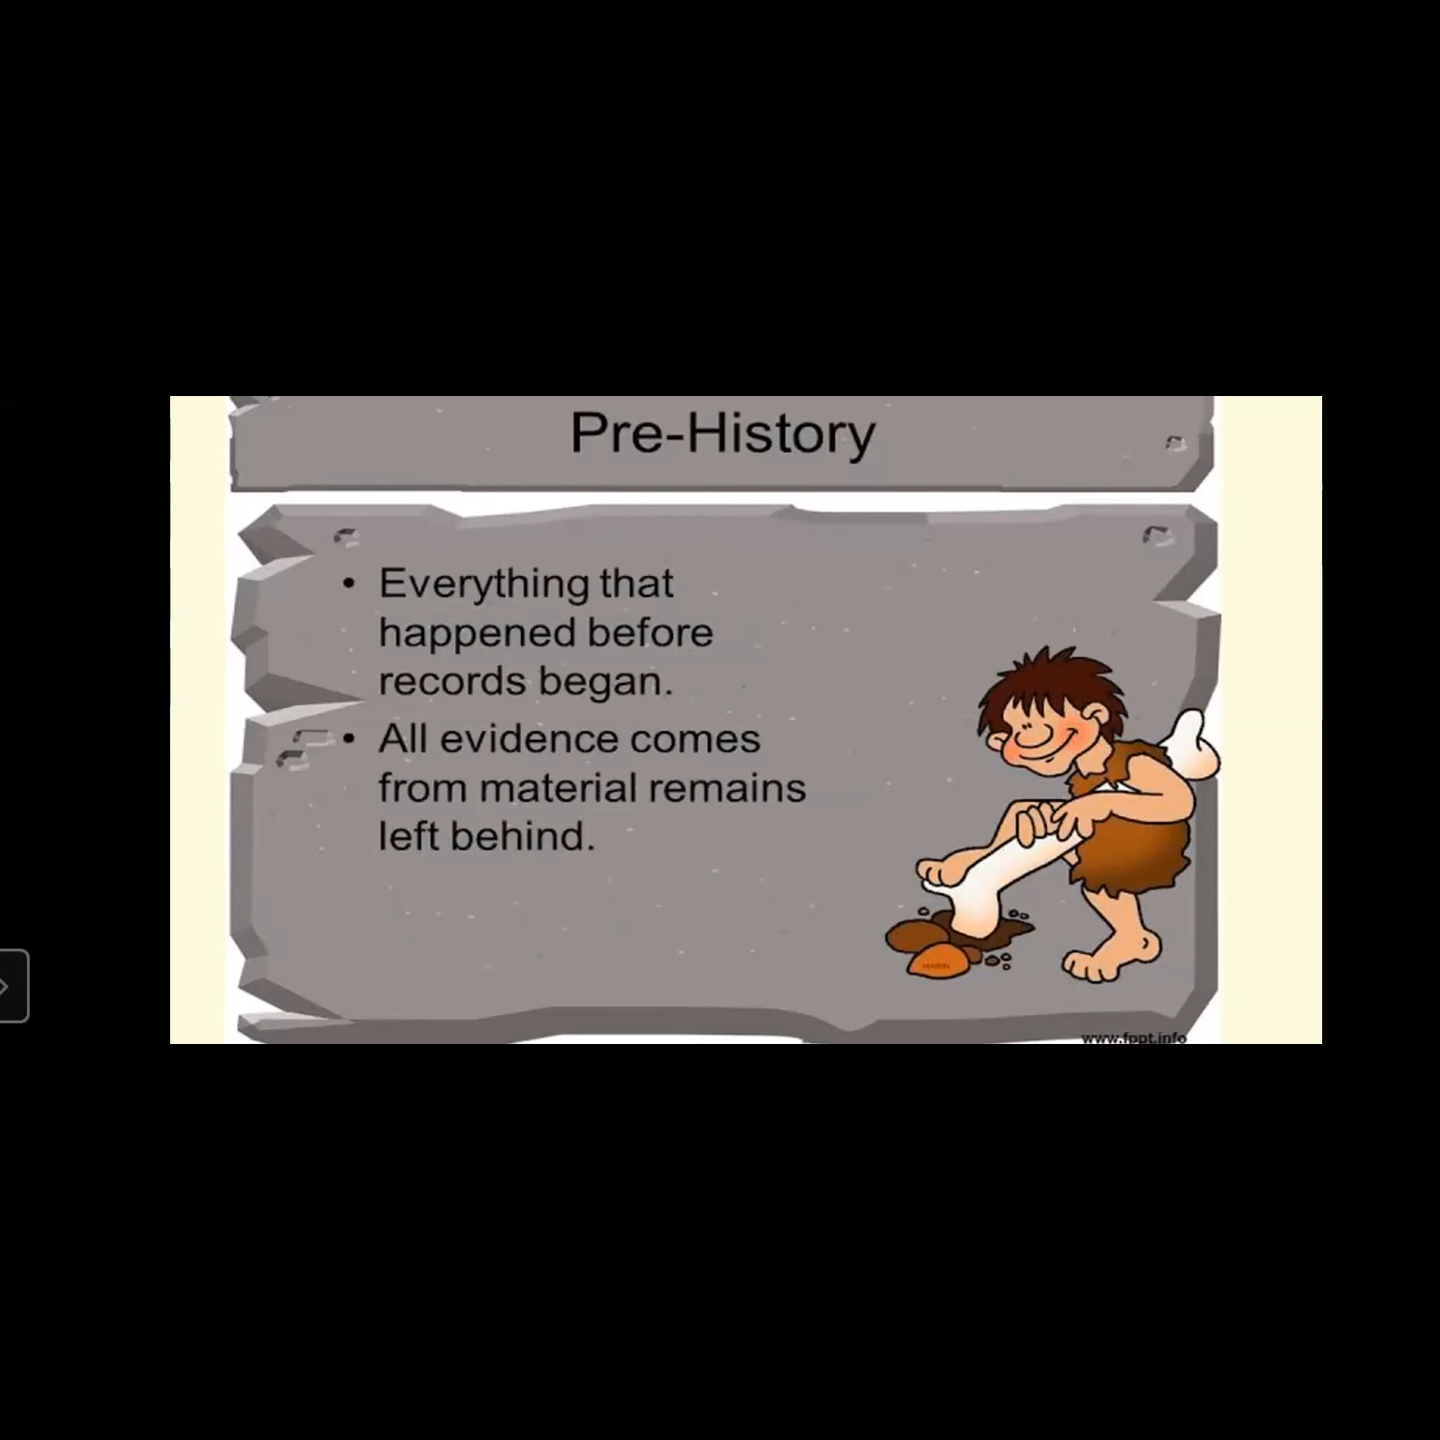 Pre-History
• Everything that
happened before
records began.
• All evidence comes
from material remains
left behind.
www.fppt.info